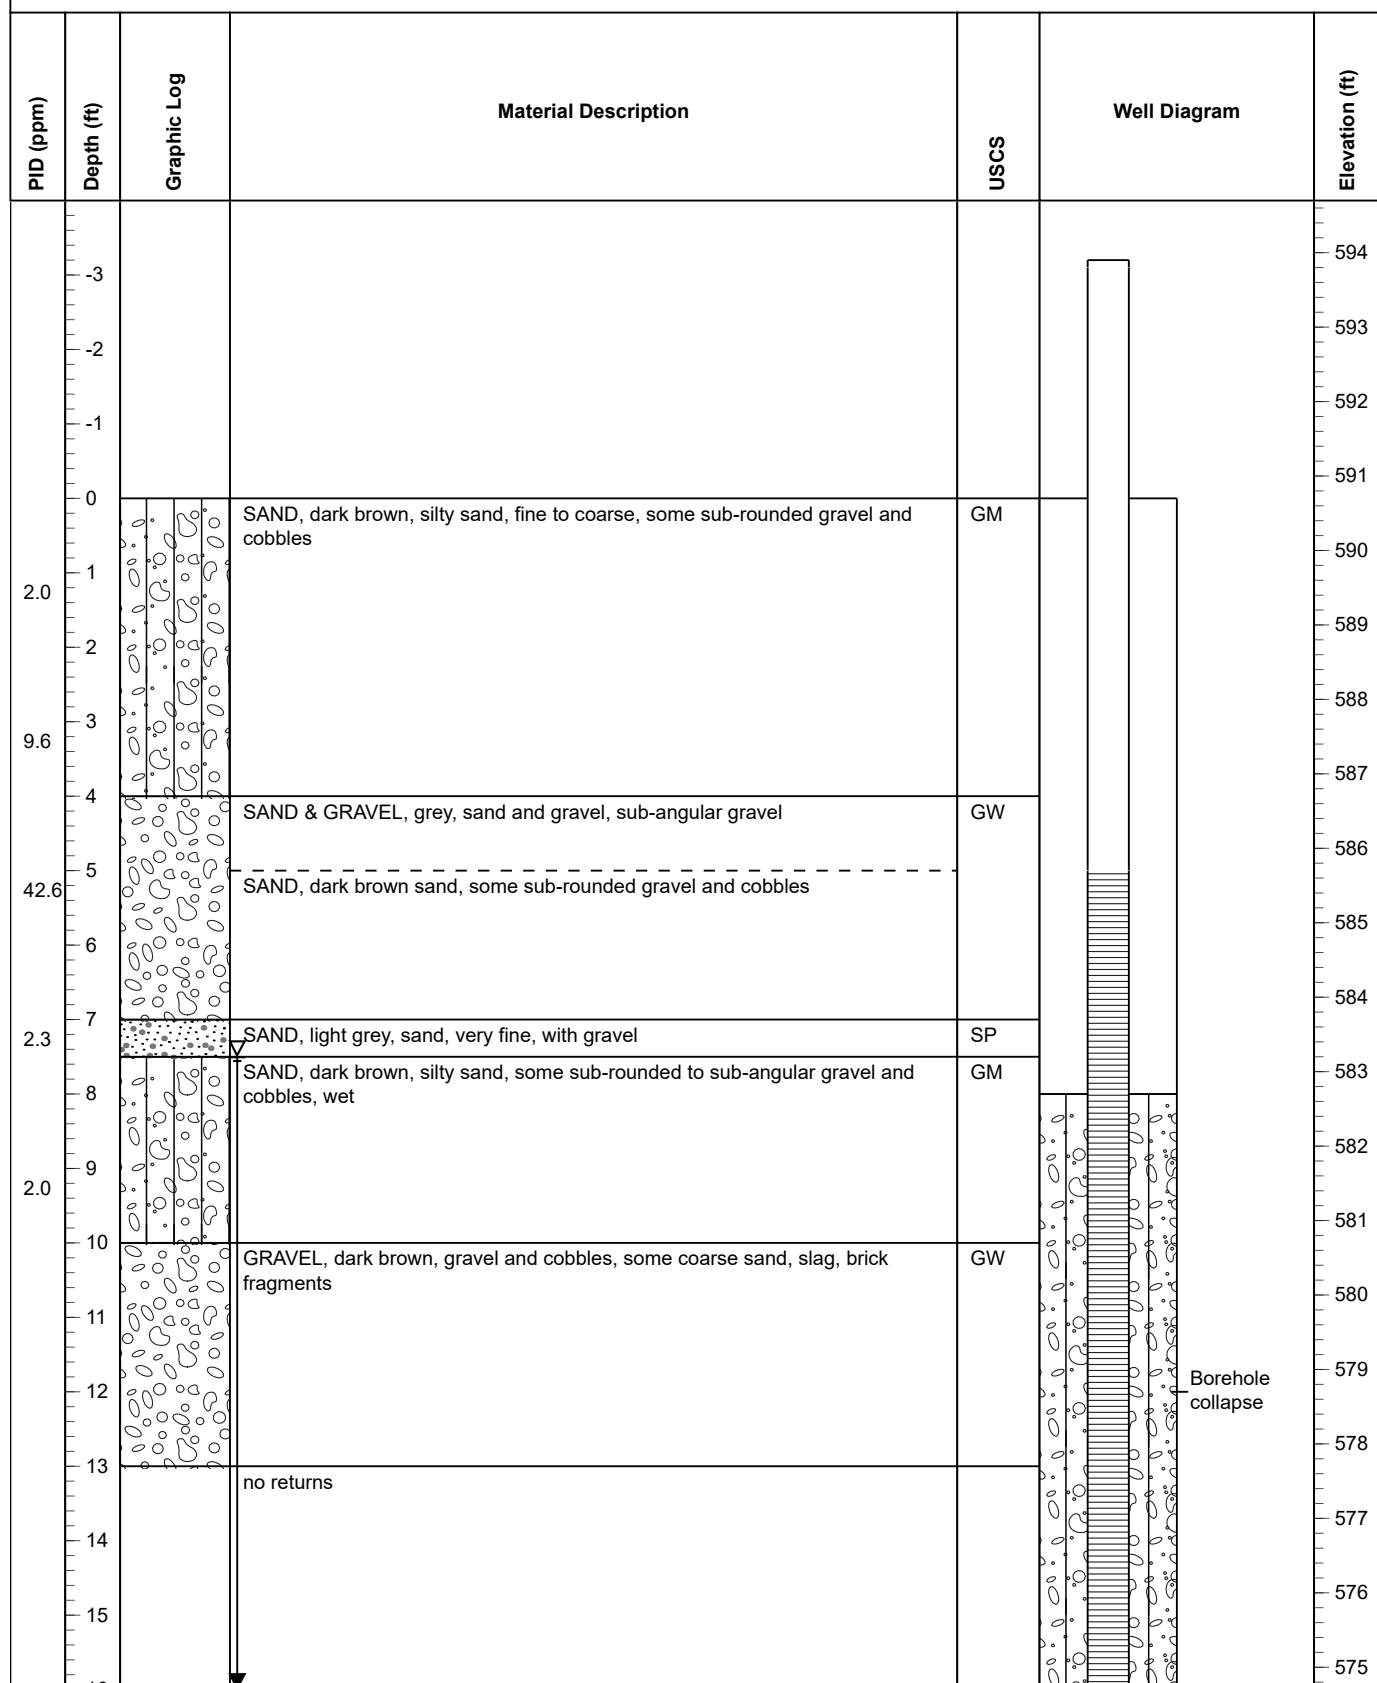 PID (ppm)
Depth (ft)
Graphic Log
Material Description
USCS
Well Diagram
Elevation (ft)
594
-3
593
-2
592
-1
591
0
SAND, dark brown, silty sand, fine to coarse, some sub-rounded gravel and
cobbles
GM
590
1
2.0
589
2
588
3
9.6
587
4
SAND & GRAVEL, grey, sand and gravel, sub-angular gravel
GW
586
5
42.6
SAND, dark brown sand, some sub-rounded gravel and cobbles
585
6
584
7
2.3
SAND, light grey, sand, very fine, with gravel
SP
SAND, dark brown, silty sand, some sub-rounded to sub-angular gravel and
cobbles, wet
GM
583
8
582
9
2.0
581
10
GRAVEL, dark brown, gravel and cobbles, some coarse sand, slag, brick
fragments
GW
580
11
579
Borehole
collapse
12
578
13
no returns
577
14
576
15
575